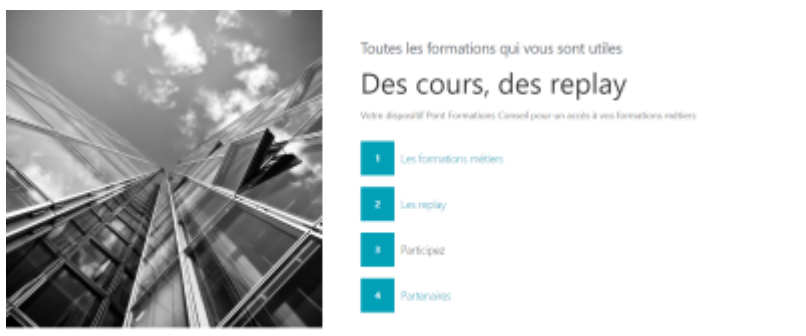 Toutes les formations qui vous sont utiles
Des cours, des replay
Votre dispositif Pont Formations Conseil pour un accès à vos formations métiers
1 Les formations métiers
2 Les replay
3 Participez
4 Partenaires